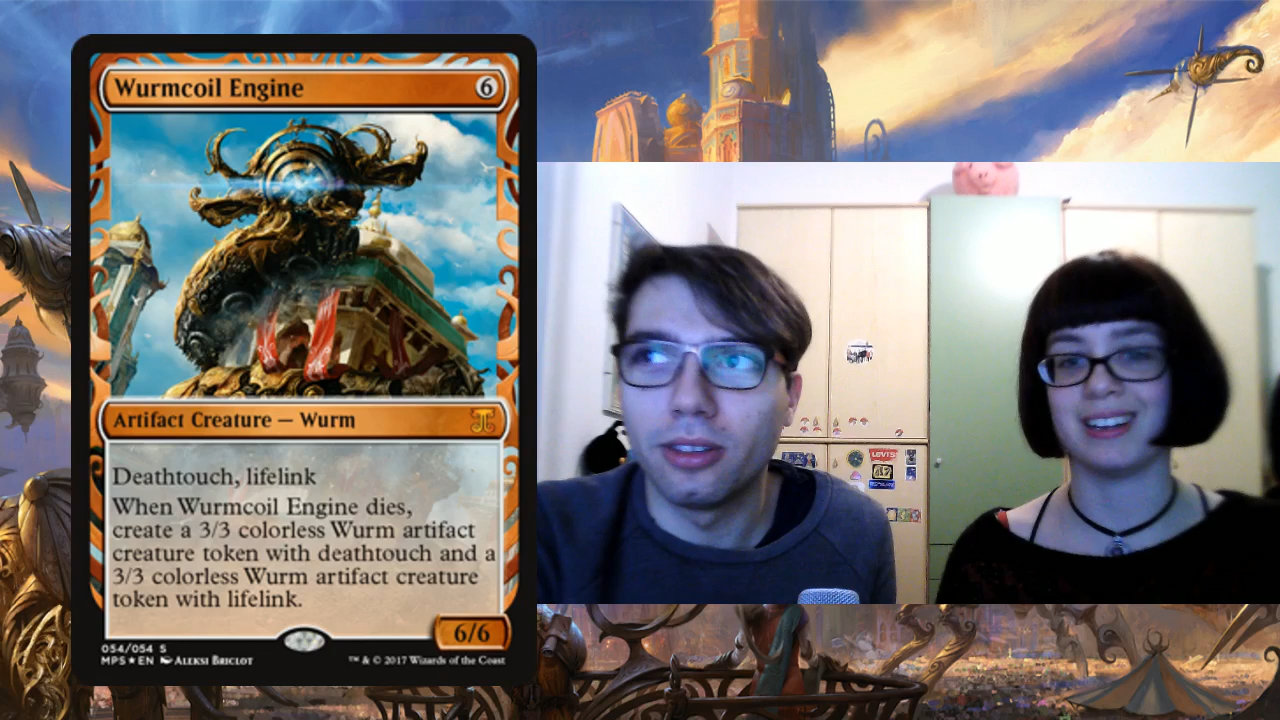 Wurmcoil Engine 6
Artifact Creature — Wurm
Deathtouch, lifelink
When Wurmcoil Engine dies,
create a 3/3 colorless Wurm artifact
creature token with deathtouch and a
3/3 colorless Wurm artifact creature
token with lifelink.
6/6
054/054 S
MPS★EN ALEKSI BRICLOT ™ & © 2017 Wizards of the Coast
LEVI'S